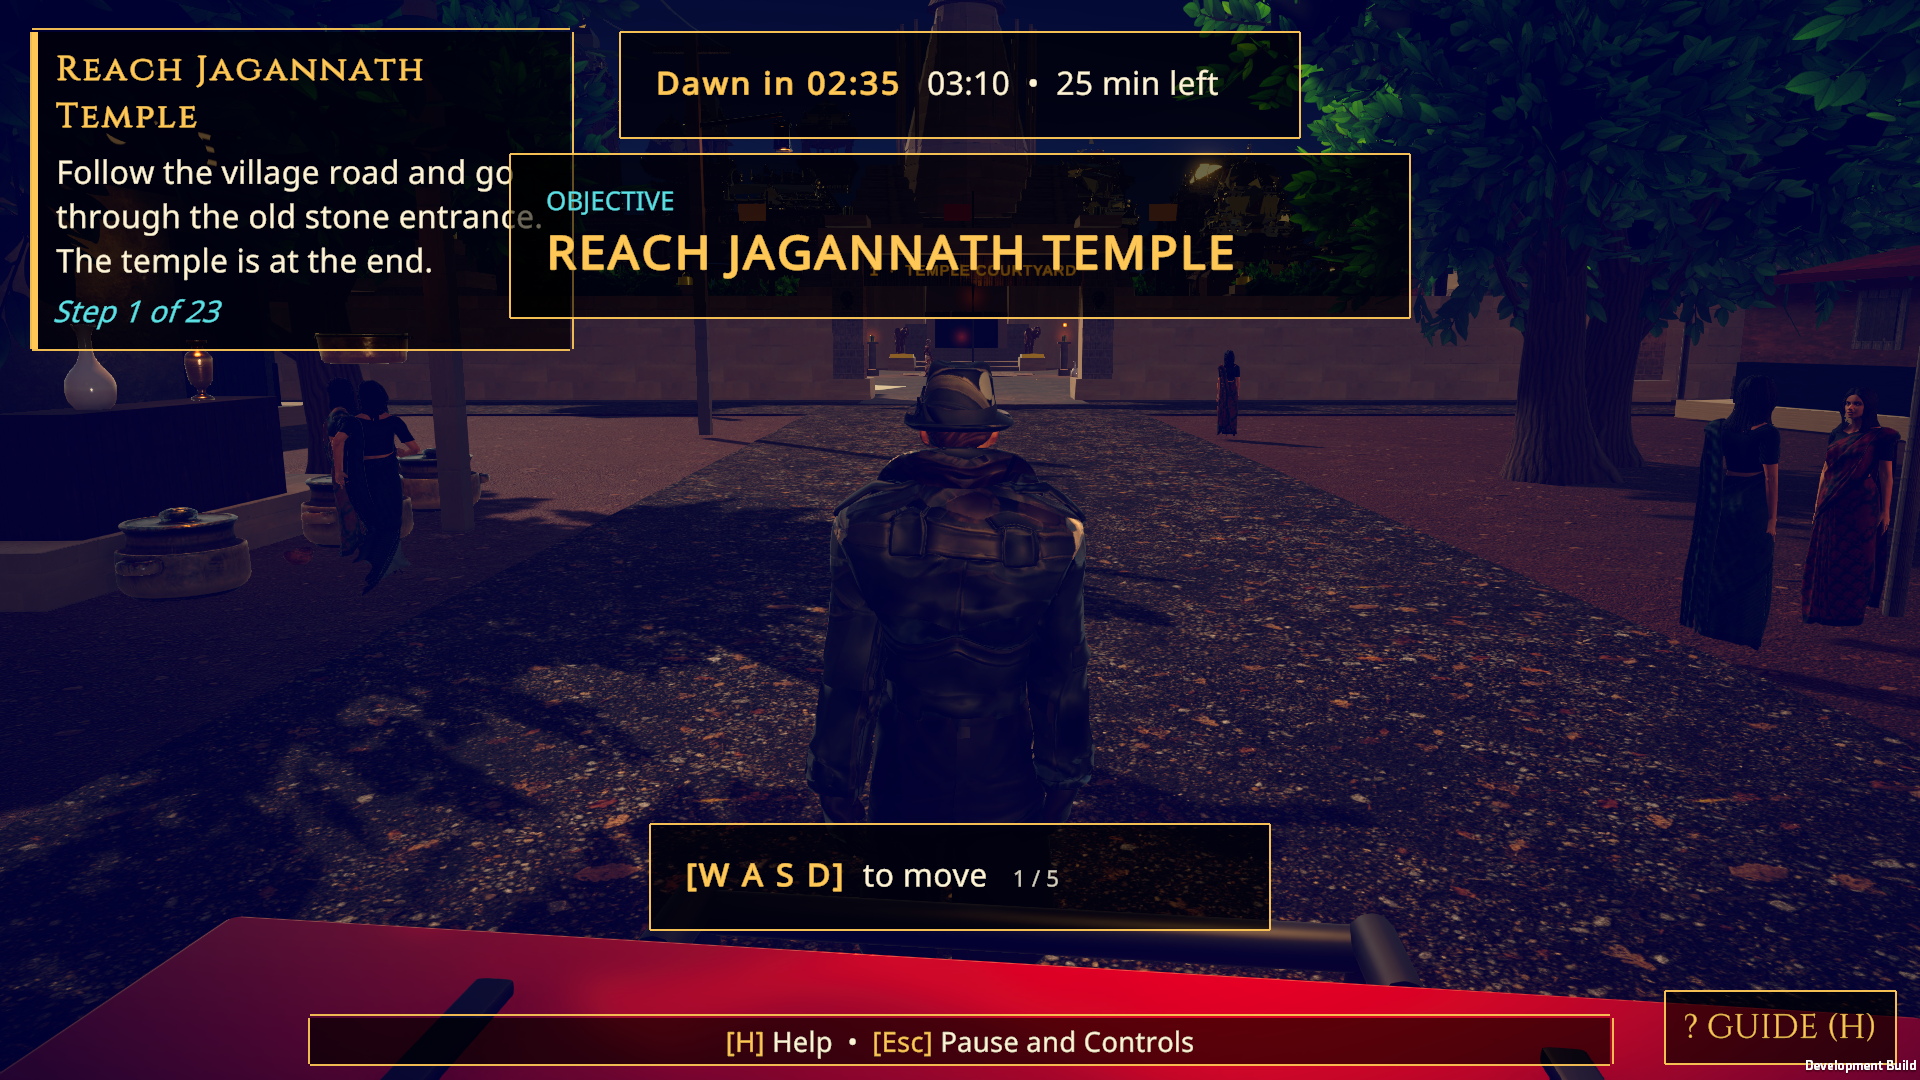 REACH JAGANNATH
TEMPLE
Follow the village road and go
through the old stone entrance.
The temple is at the end.
Step 1 of 23
Dawn in 02:35 03:10 • 25 min left
OBJECTIVE
REACH JAGANNATH TEMPLE
1 • TEMPLE COURTYARD
[W A S D] to move 1 / 5
[H] Help • [Esc] Pause and Controls
? GUIDE (H)
Development Build